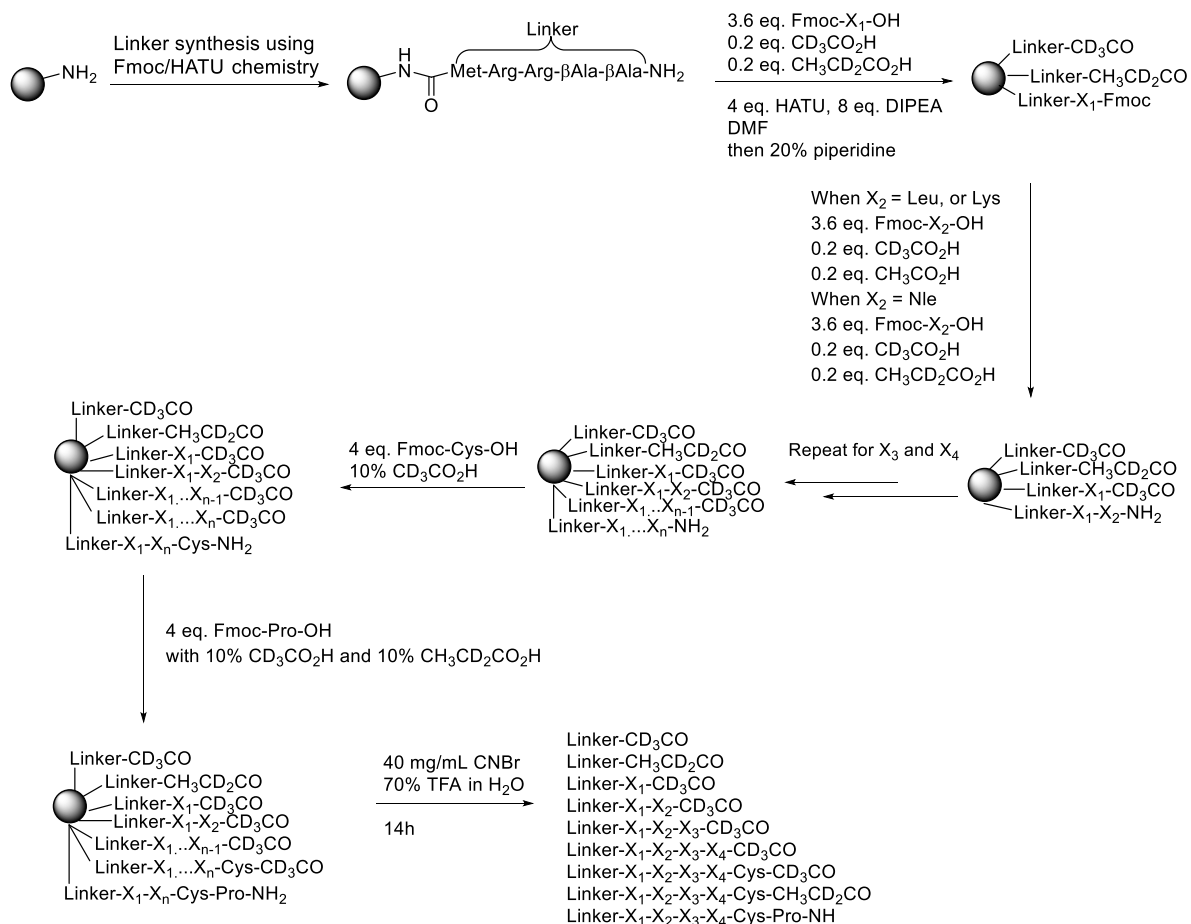 NH2
Linker synthesis using
Fmoc/HATU chemistry
Linker
H
N
O
Met-Arg-Arg-βAla-βAla-NH2
3.6 eq. Fmoc-X1-OH
0.2 eq. CD3CO2H
0.2 eq. CH3CD2CO2H
4 eq. HATU, 8 eq. DIPEA
DMF
then 20% piperidine
Linker-CD3CO
Linker-CH3CD2CO
Linker-X1-Fmoc
When X2 = Leu, or Lys
3.6 eq. Fmoc-X2-OH
0.2 eq. CD3CO2H
0.2 eq. CH3CO2H
When X2 = Nle
3.6 eq. Fmoc-X2-OH
0.2 eq. CD3CO2H
0.2 eq. CH3CD2CO2H
Linker-CD3CO
Linker-CH3CD2CO
Linker-X1-CD3CO
Linker-X1-X2-NH2
Repeat for X3 and X4
Linker-CD3CO
Linker-CH3CD2CO
Linker-X1-CD3CO
Linker-X1-X2-CD3CO
Linker-X1...Xn-1-CD3CO
Linker-X1....Xn-NH2
4 eq. Fmoc-Cys-OH
10% CD3CO2H
Linker-CD3CO
Linker-CH3CD2CO
Linker-X1-CD3CO
Linker-X1-X2-CD3CO
Linker-X1...Xn-1-CD3CO
Linker-X1....Xn-CD3CO
Linker-X1-Xn-Cys-NH2
4 eq. Fmoc-Pro-OH
with 10% CD3CO2H and 10% CH3CD2CO2H
Linker-CD3CO
Linker-CH3CD2CO
Linker-X1-CD3CO
Linker-X1-X2-CD3CO
Linker-X1...Xn-1-CD3CO
Linker-X1....Xn-Cys-CD3CO
Linker-X1-Xn-Cys-Pro-NH2
40 mg/mL CNBr
70% TFA in H2O
14h
Linker-CD3CO
Linker-CH3CD2CO
Linker-X1-CD3CO
Linker-X1-X2-CD3CO
Linker-X1-X2-X3-CD3CO
Linker-X1-X2-X3-X4-CD3CO
Linker-X1-X2-X3-X4-Cys-CD3CO
Linker-X1-X2-X3-X4-Cys-CH3CD2CO
Linker-X1-X2-X3-X4-Cys-Pro-NH